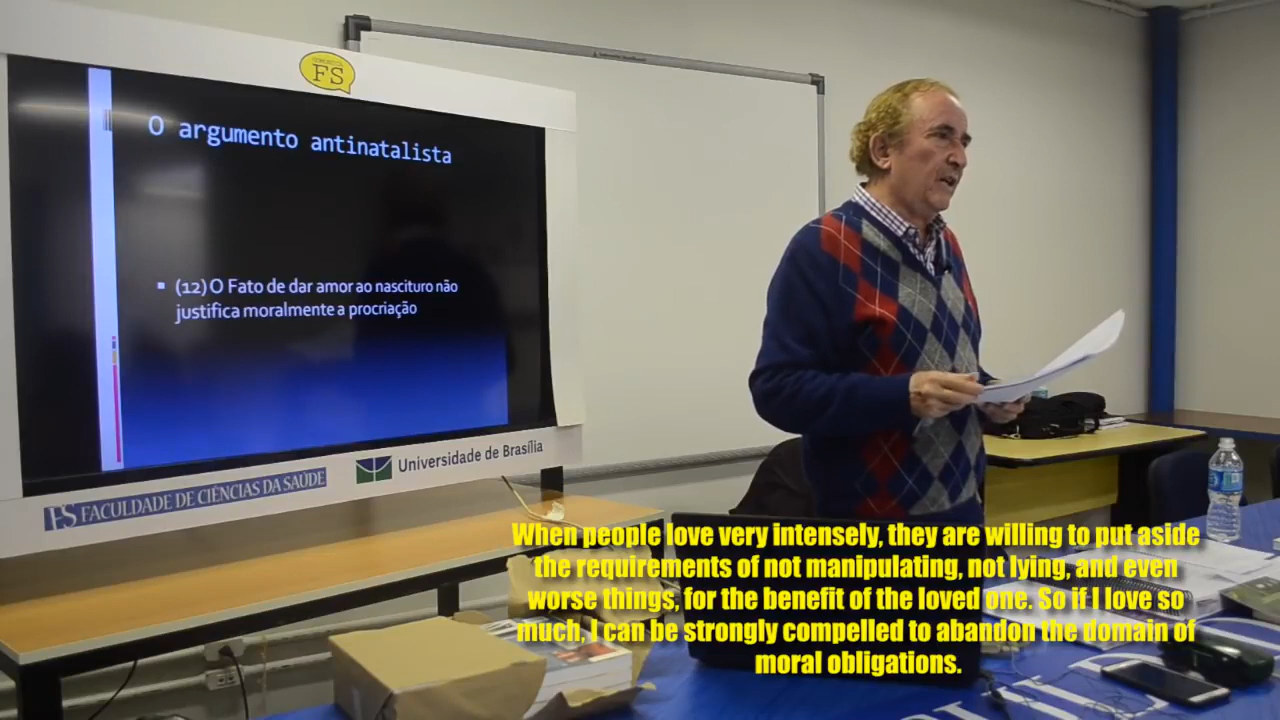 FS
O argumento antinatalista
(12) O Fato de dar amor ao nascituro não
justifica moralmente a procriação
FS FACULDADE DE CIÊNCIAS DA SAÚDE
Universidade de Brasília
When people love very intensely, they are willing to put aside
the requirements of not manipulating, not lying, and even
worse things, for the benefit of the loved one. So if I love so
much, I can be strongly compelled to abandon the domain of
moral obligations.